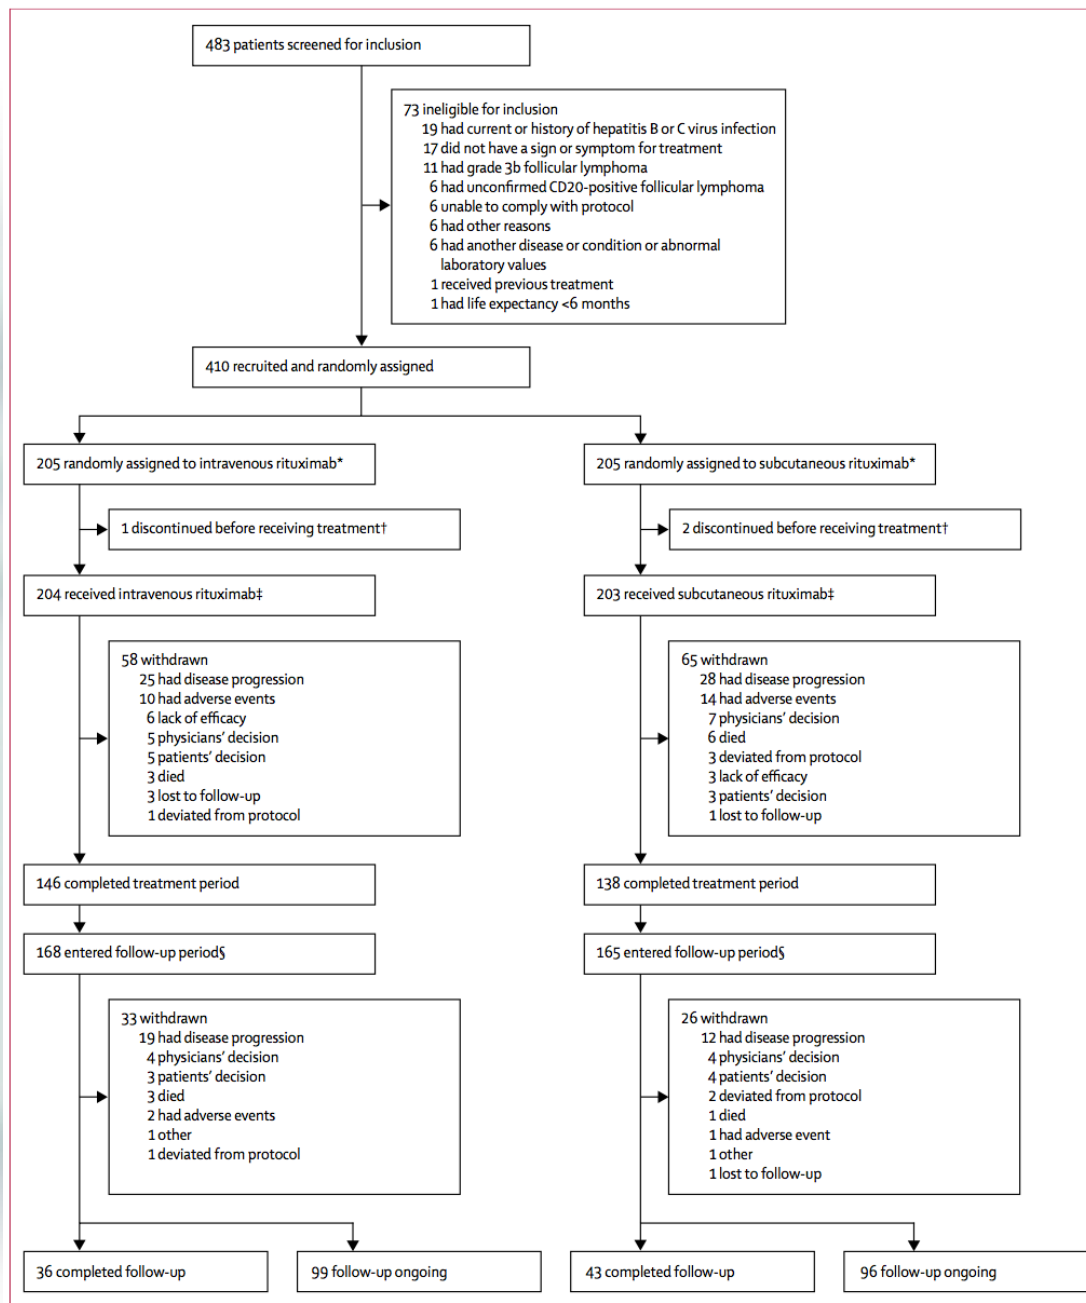 483 patients screened for inclusion
73 ineligible for inclusion
19 had current or history of hepatitis B or C virus infection
17 did not have a sign or symptom for treatment
11 had grade 3b follicular lymphoma
6 had unconfirmed CD20-positive follicular lymphoma
6 unable to comply with protocol
6 had other reasons
6 had another disease or condition or abnormal
laboratory values
1 received previous treatment
1 had life expectancy <6 months
410 recruited and randomly assigned
205 randomly assigned to intravenous rituximab*
205 randomly assigned to subcutaneous rituximab*
1 discontinued before receiving treatment†
2 discontinued before receiving treatment†
204 received intravenous rituximab‡
203 received subcutaneous rituximab‡
58 withdrawn
25 had disease progression
10 had adverse events
6 lack of efficacy
5 physicians' decision
5 patients' decision
3 died
3 lost to follow-up
1 deviated from protocol
65 withdrawn
28 had disease progression
14 had adverse events
7 physicians' decision
6 died
3 deviated from protocol
3 lack of efficacy
3 patients' decision
1 lost to follow-up
146 completed treatment period
138 completed treatment period
168 entered follow-up period§
165 entered follow-up period§
33 withdrawn
19 had disease progression
4 physicians' decision
3 patients' decision
3 died
2 had adverse events
1 other
1 deviated from protocol
26 withdrawn
12 had disease progression
4 physicians' decision
4 patients' decision
2 deviated from protocol
1 died
1 had adverse event
1 other
1 lost to follow-up
36 completed follow-up
99 follow-up ongoing
43 completed follow-up
96 follow-up ongoing